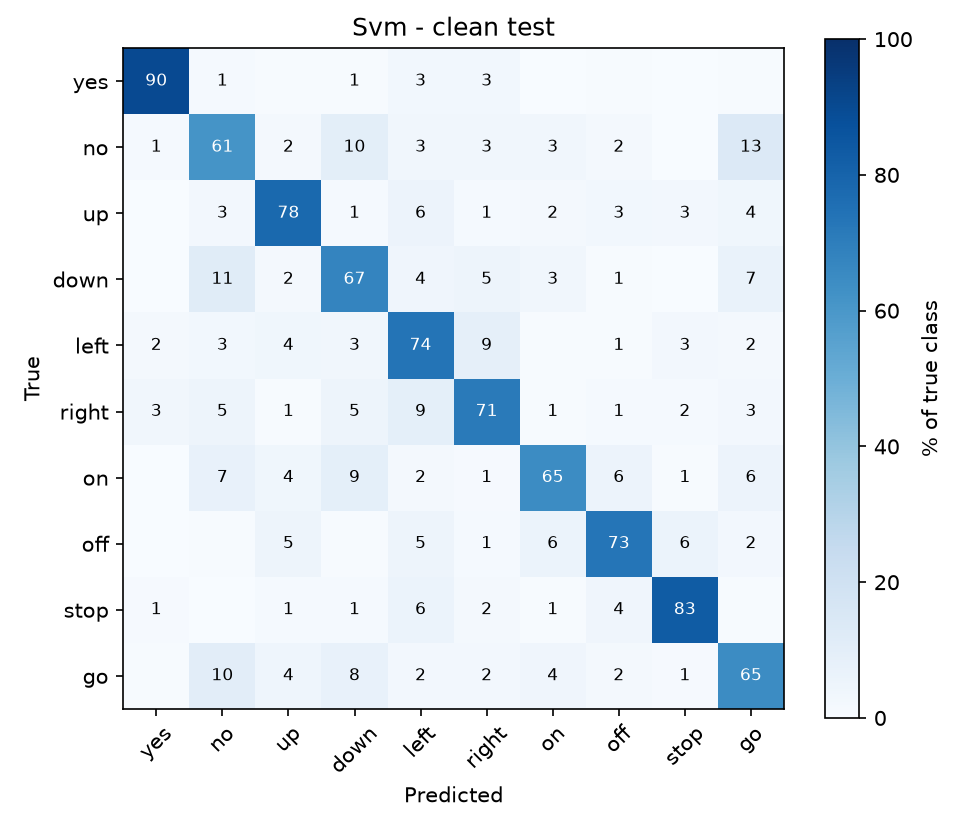 Svm - clean test
yes 90 1 1 3 3
no 1 61 2 10 3 3 3 2 13
up 3 78 1 6 1 2 3 3 4
down 11 2 67 4 5 3 1 7
left 2 3 4 3 74 9 1 3 2
right 3 5 1 5 9 71 1 1 2 3
on 7 4 9 2 1 65 6 1 6
off 5 5 1 6 73 6 2
stop 1 1 1 6 2 1 4 83
go 10 4 8 2 2 4 2 1 65
yes no up down left right on off stop go
Predicted
True
100
80
60
40
20
0
% of true class